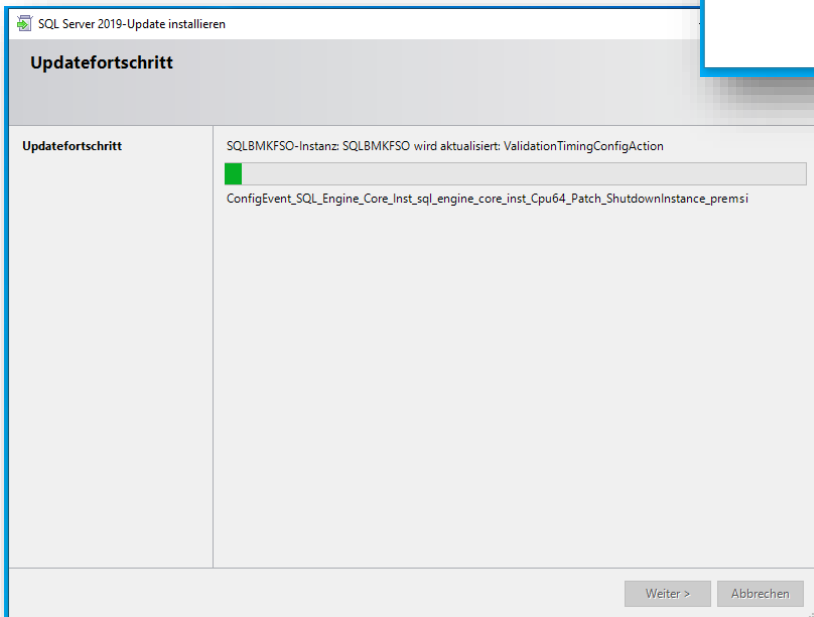 SQL Server 2019-Update installieren
Updatefortschritt
Updatefortschritt
SQLBMKFSO-Instanz: SQLBMKFSO wird aktualisiert: ValidationTimingConfigAction
ConfigEvent_SQL_Engine_Core_Inst_sql_engine_core_inst_Cpu64_Patch_ShutdownInstance_premsi
Weiter >
Abbrechen